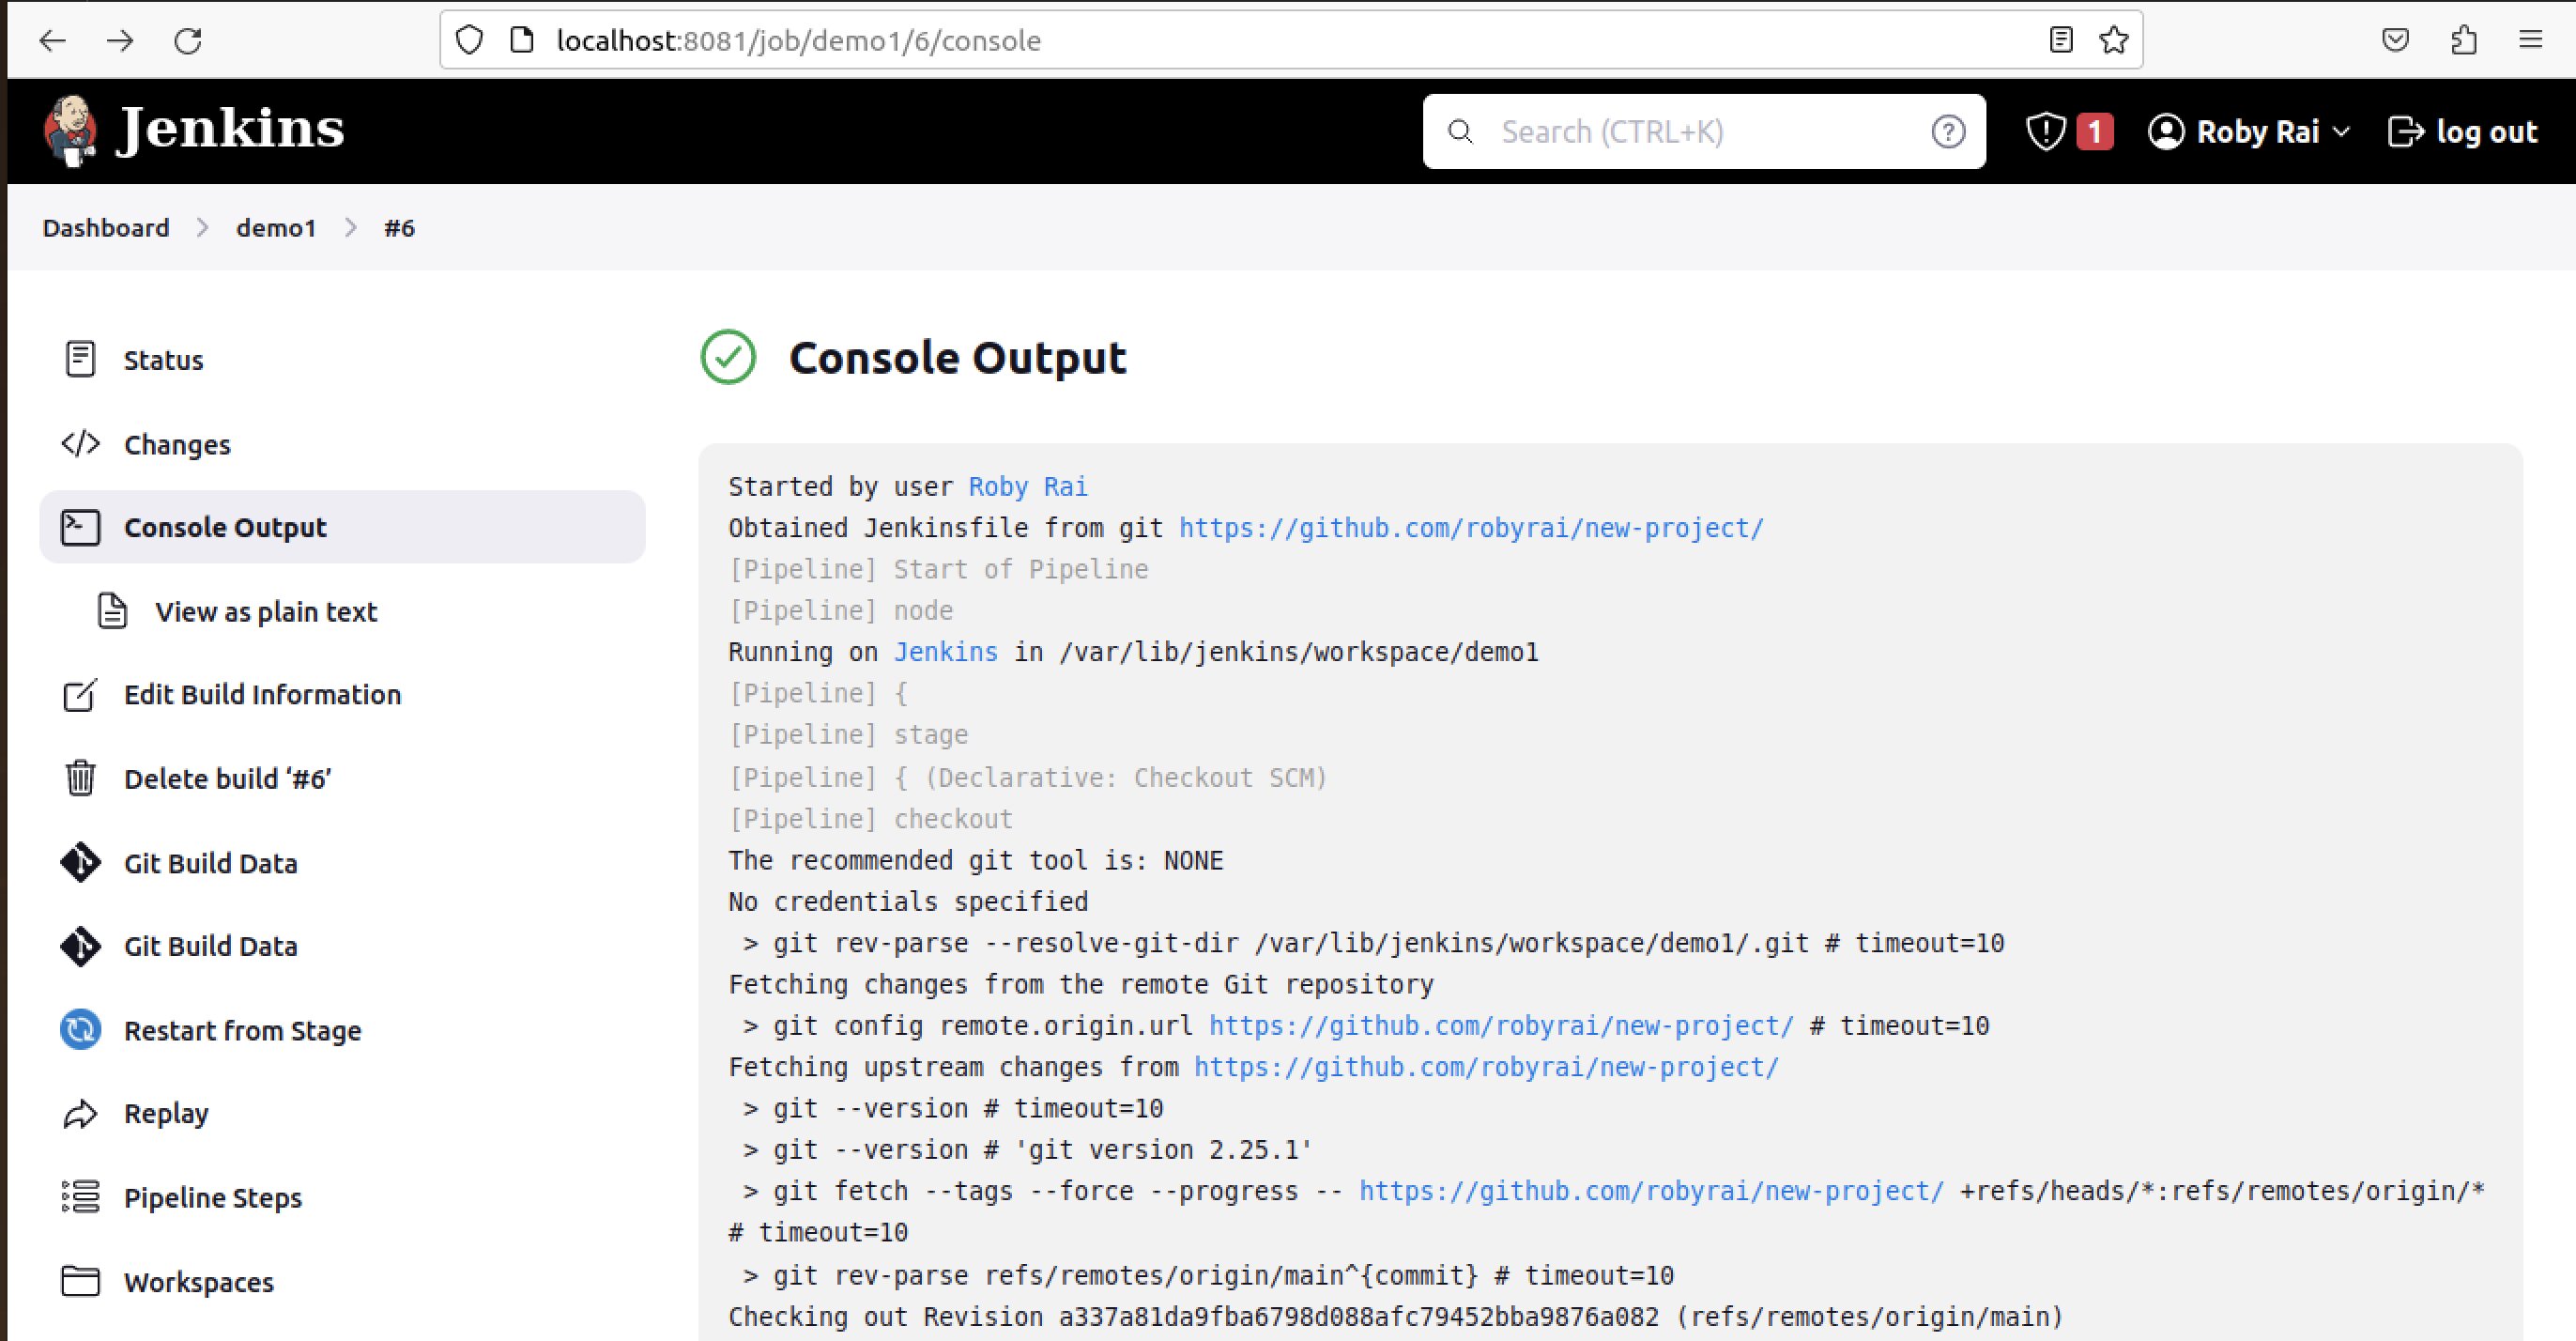 localhost:8081/job/demo1/6/console
Jenkins
Search (CTRL+K)
1
Roby Rai
log out
Dashboard
demo1
#6
Status
Changes
Console Output
View as plain text
Edit Build Information
Delete build ‘#6’
Git Build Data
Git Build Data
Restart from Stage
Replay
Pipeline Steps
Workspaces
Console Output
Started by user Roby Rai
Obtained Jenkinsfile from git https://github.com/robyrai/new-project/
[Pipeline] Start of Pipeline
[Pipeline] node
Running on Jenkins in /var/lib/jenkins/workspace/demo1
[Pipeline] {
[Pipeline] stage
[Pipeline] { (Declarative: Checkout SCM)
[Pipeline] checkout
The recommended git tool is: NONE
No credentials specified
 > git rev-parse --resolve-git-dir /var/lib/jenkins/workspace/demo1/.git # timeout=10
Fetching changes from the remote Git repository
 > git config remote.origin.url https://github.com/robyrai/new-project/ # timeout=10
Fetching upstream changes from https://github.com/robyrai/new-project/
 > git --version # timeout=10
 > git --version # 'git version 2.25.1'
 > git fetch --tags --force --progress -- https://github.com/robyrai/new-project/ +refs/heads/*:refs/remotes/origin/*
# timeout=10
 > git rev-parse refs/remotes/origin/main^{commit} # timeout=10
Checking out Revision a337a81da9fba6798d088afc79452bba9876a082 (refs/remotes/origin/main)